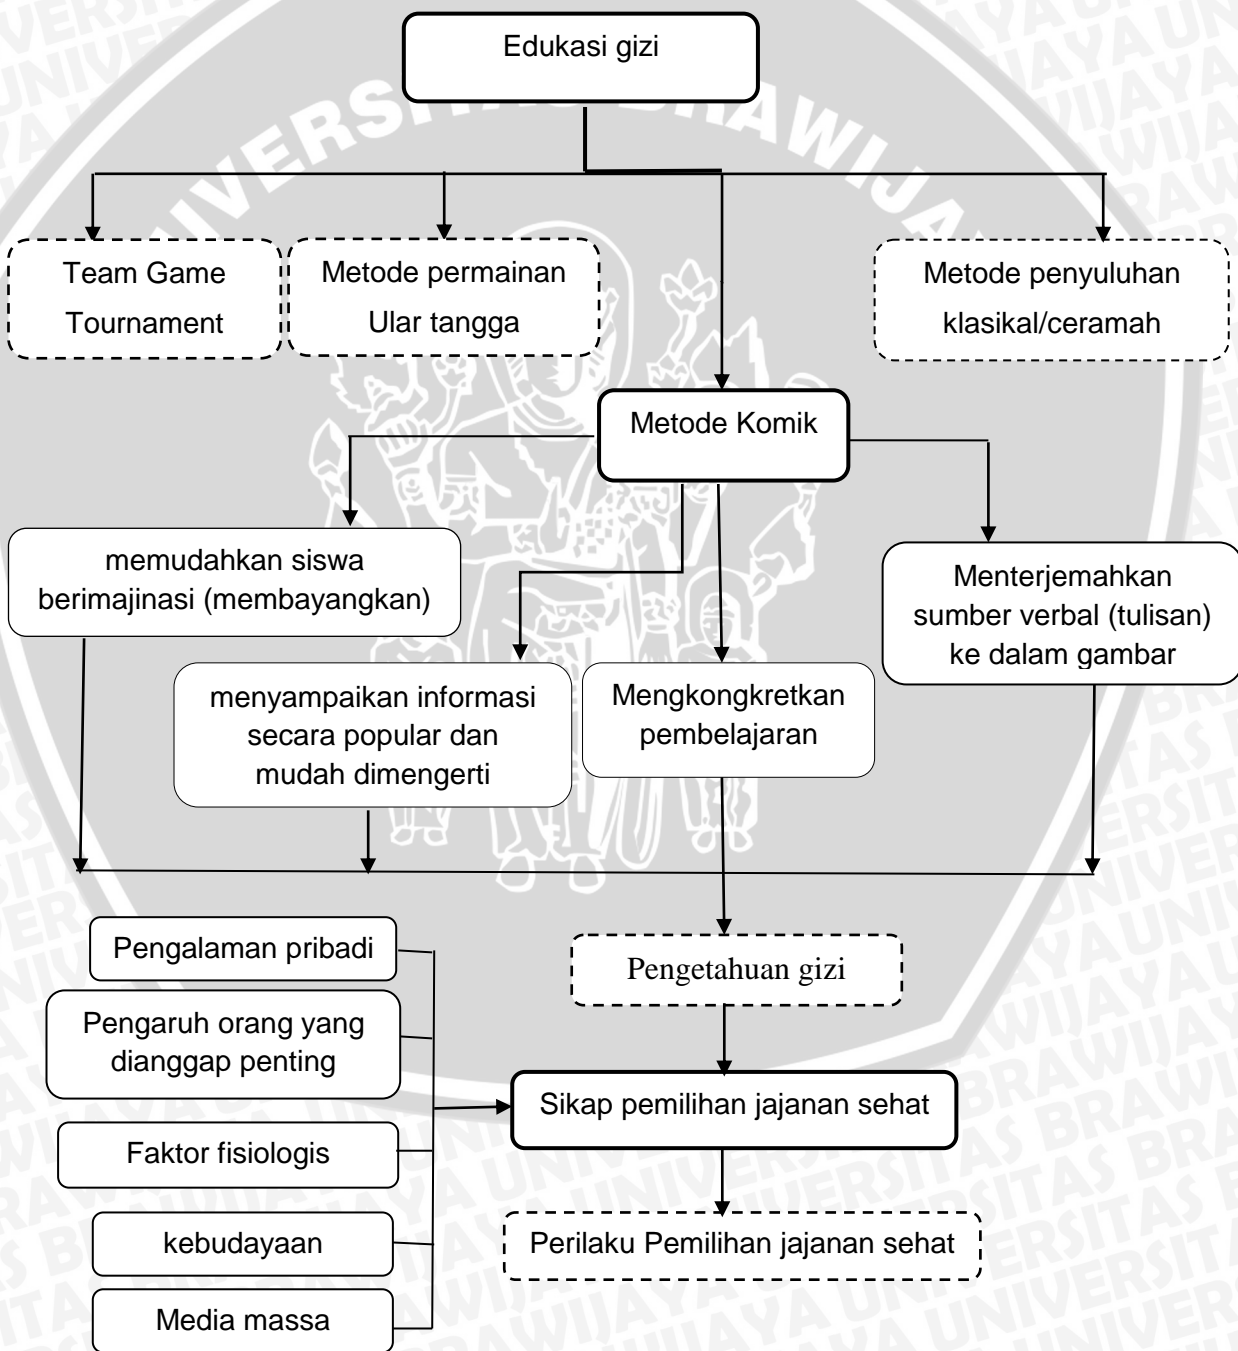 Edukasi gizi
UNIVERSITAS BRAWIJAYA
Team Game
Tournament
Metode permainan
Ular tangga
Metode penyuluhan
klasikal/ceramah
Metode Komik
memudahkan siswa
berimajinasi (membayangkan)
Menterjemahkan
sumber verbal (tulisan)
ke dalam gambar
menyampaikan informasi
secara popular dan
mudah dimengerti
Mengkongkretkan
pembelajaran
Pengalaman pribadi
Pengetahuan gizi
Pengaruh orang yang
dianggap penting
Sikap pemilihan jajanan sehat
Faktor fisiologis
kebudayaan
Perilaku Pemilihan jajanan sehat
Media massa